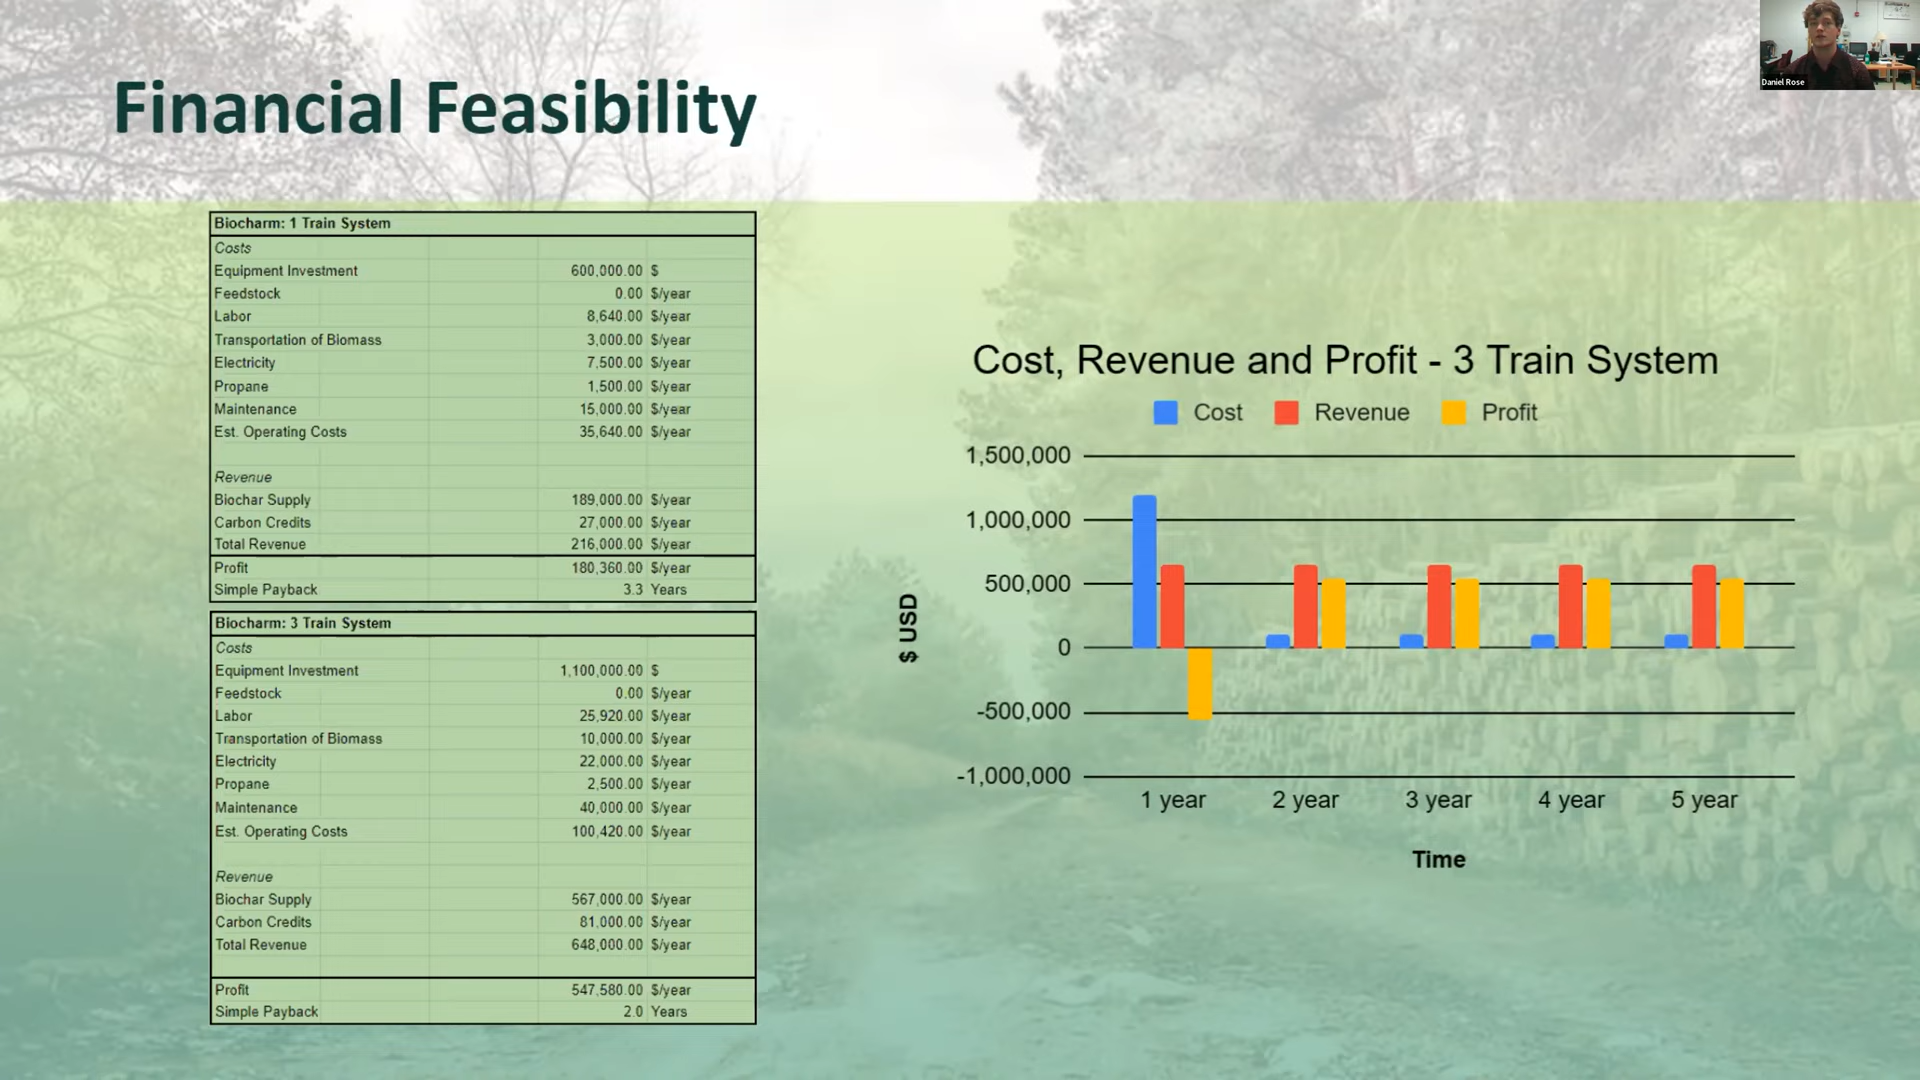 Financial Feasibility
Daniel Rose
Biocharm: 1 Train System
Costs
Equipment Investment 600,000.00 $
Feedstock 0.00 $/year
Labor 8,640.00 $/year
Transportation of Biomass 3,000.00 $/year
Electricity 7,500.00 $/year
Propane 1,500.00 $/year
Maintenance 15,000.00 $/year
Est. Operating Costs 35,640.00 $/year
Revenue
Biochar Supply 189,000.00 $/year
Carbon Credits 27,000.00 $/year
Total Revenue 216,000.00 $/year
Profit 180,360.00 $/year
Simple Payback 3.3 Years
Biocharm: 3 Train System
Costs
Equipment Investment 1,100,000.00 $
Feedstock 0.00 $/year
Labor 25,920.00 $/year
Transportation of Biomass 10,000.00 $/year
Electricity 22,000.00 $/year
Propane 2,500.00 $/year
Maintenance 40,000.00 $/year
Est. Operating Costs 100,420.00 $/year
Revenue
Biochar Supply 567,000.00 $/year
Carbon Credits 81,000.00 $/year
Total Revenue 648,000.00 $/year
Profit 547,580.00 $/year
Simple Payback 2.0 Years
Cost, Revenue and Profit - 3 Train System
Cost Revenue Profit
1,500,000
1,000,000
500,000
0
-500,000
-1,000,000
$ USD
1 year 2 year 3 year 4 year 5 year
Time